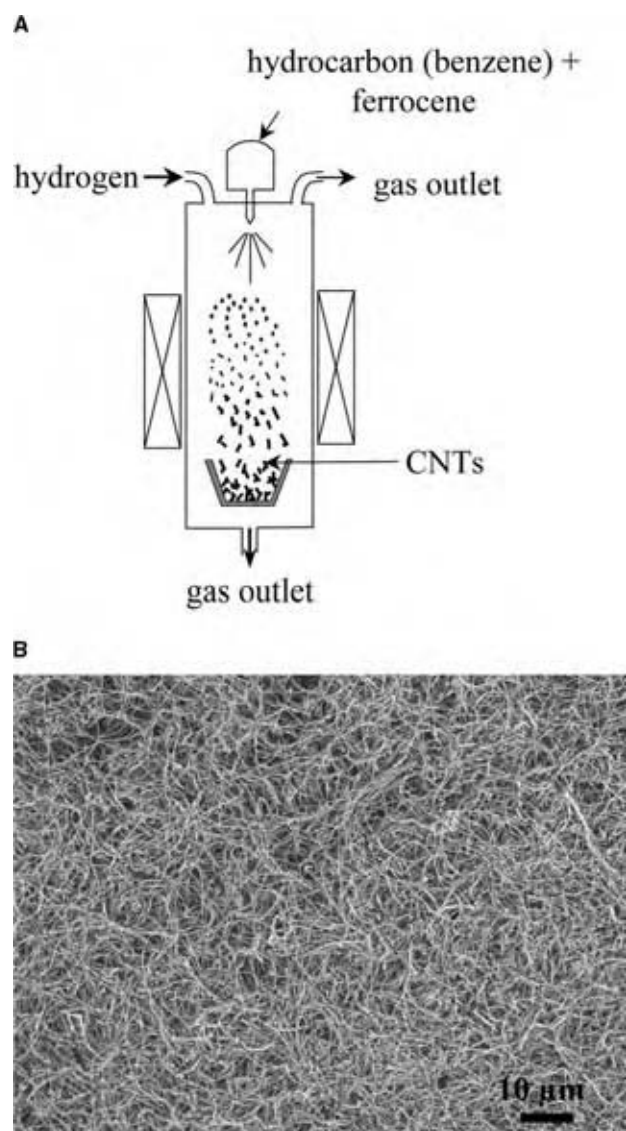 A
hydrocarbon (benzene) +
ferrocene
hydrogen
gas outlet
CNTs
gas outlet
B
10 µm